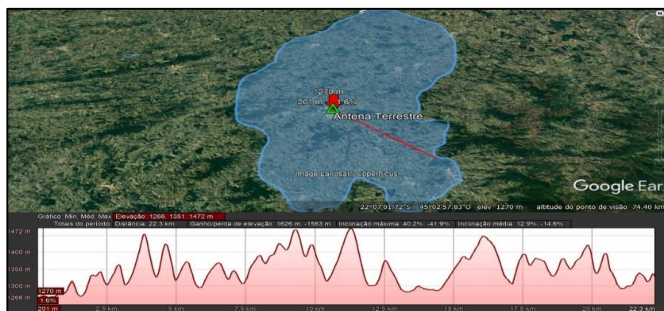 N
1270 m
201 m -1.6%
Antena Terrestre
Image Landsat / Copernicus
Google Ear
22°07'01.72"S 45°02'57.83"O elev 1270 m altitude do ponto de visão 74.40 km
Gráfico: Mín, Méd, Máx Elevação: 1266, 1351, 1472 m
Totais do período: Distância: 22.3 km Ganho/perda de elevação: 1626 m, -1563 m Inclinação máxima: 40.2%, -41.9% Inclinação média: 12.9%, -14.6%
1472 m
1400 m
1350 m
1300 m
1266 m
1270 m
-1.6%
201 m 2.5 km 5 km 7.5 km 10 km 12.5 km 15 km 17.5 km 20 km 22.3 km